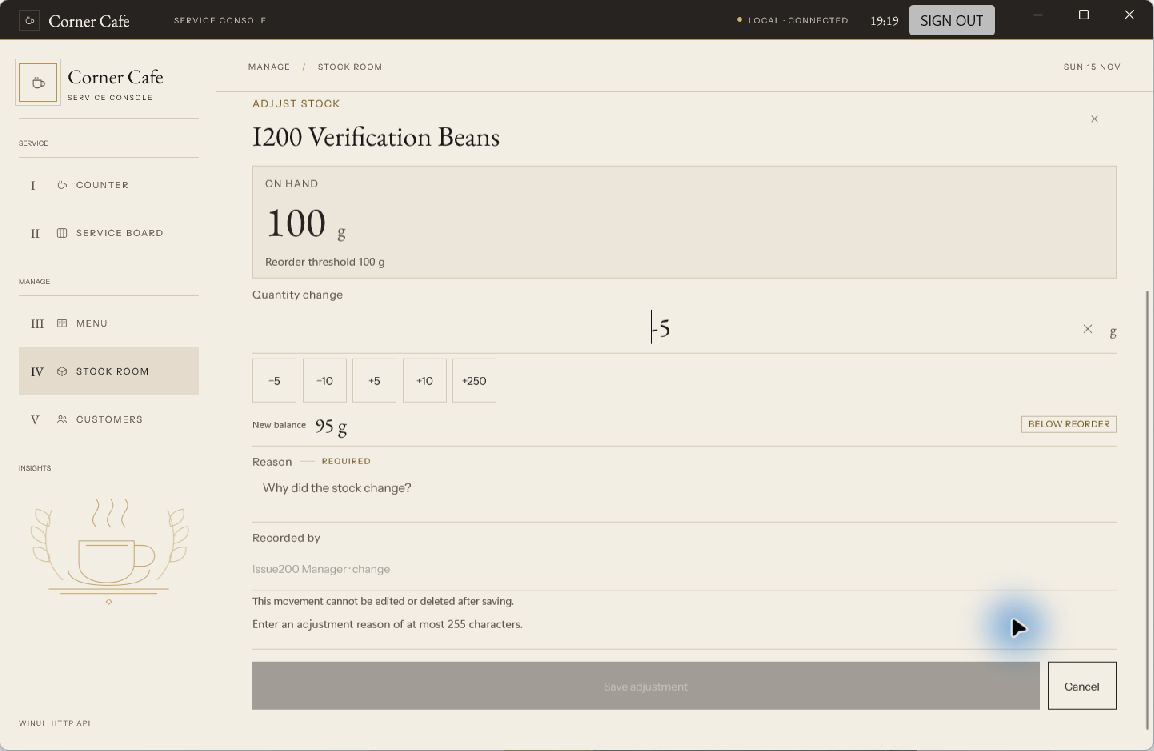 Corner Cafe
SERVICE CONSOLE
LOCAL · CONNECTED
19:19
SIGN OUT
Corner Cafe
SERVICE CONSOLE
MANAGE / STOCK ROOM
SUN 15 NOV
SERVICE
I COUNTER
II SERVICE BOARD
MANAGE
III MENU
IV STOCK ROOM
V CUSTOMERS
INSIGHTS
WINUI HTTP API
ADJUST STOCK
I200 Verification Beans
ON HAND
100 g
Reorder threshold 100 g
Quantity change
-5
g
−5 −10 +5 +10 +250
New balance 95 g
BELOW REORDER
Reason — REQUIRED
Why did the stock change?
Recorded by
Issue200 Manager·change
This movement cannot be edited or deleted after saving.
Enter an adjustment reason of at most 255 characters.
Save adjustment
Cancel